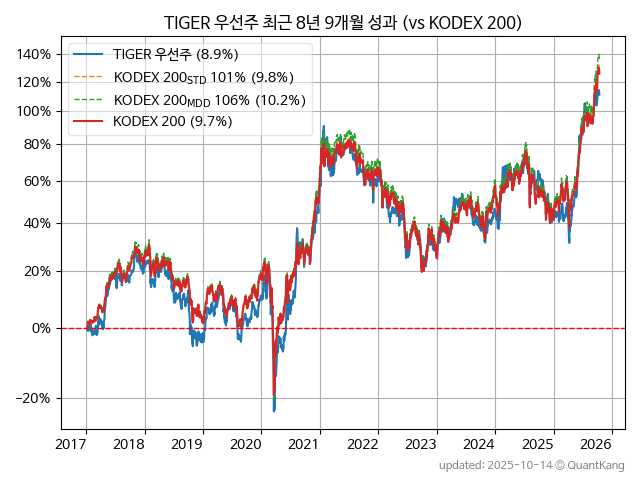 TIGER 우선주 최근 8년 9개월 성과 (vs KODEX 200)
TIGER 우선주 (8.9%)
KODEX 200STD 101% (9.8%)
KODEX 200MDD 106% (10.2%)
KODEX 200 (9.7%)
140%
120%
100%
80%
60%
40%
20%
0%
−20%
2017 2018 2019 2020 2021 2022 2023 2024 2025 2026
updated: 2025-10-14 © QuantKang